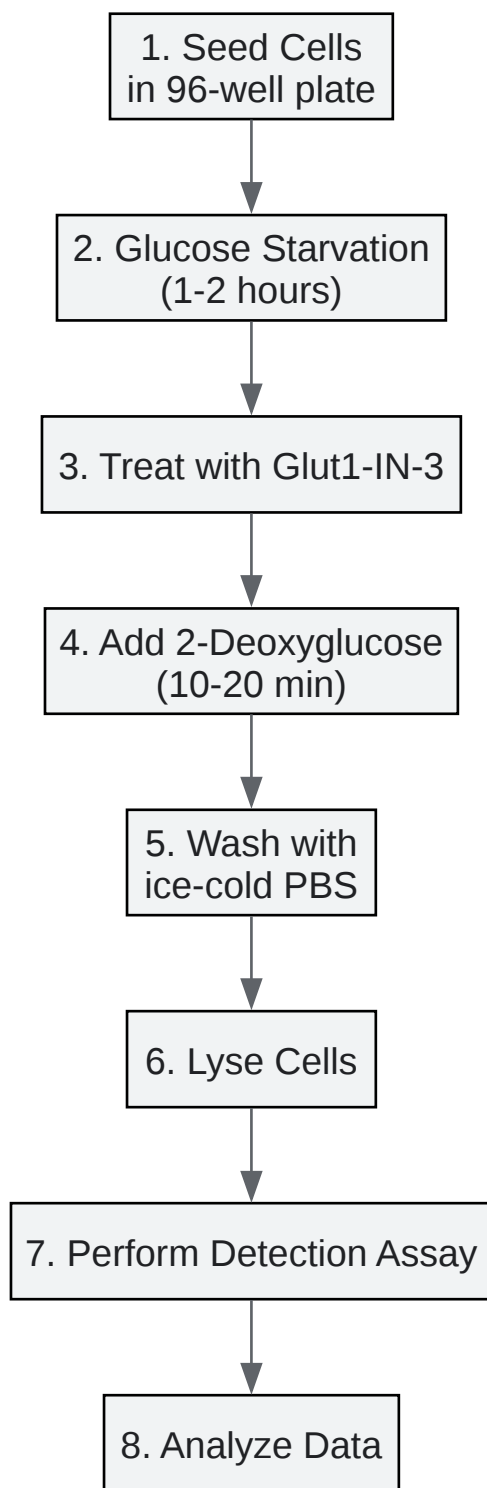 1. Seed Cells
in 96-well plate
2. Glucose Starvation
(1-2 hours)
3. Treat with Glut1-IN-3
4. Add 2-Deoxyglucose
(10-20 min)
5. Wash with
ice-cold PBS
6. Lyse Cells
7. Perform Detection Assay
8. Analyze Data